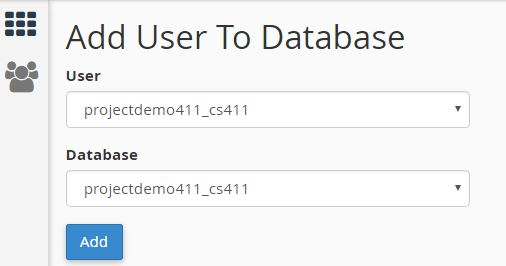 Add User To Database
User
projectdemo411_cs411
Database
projectdemo411_cs411
Add